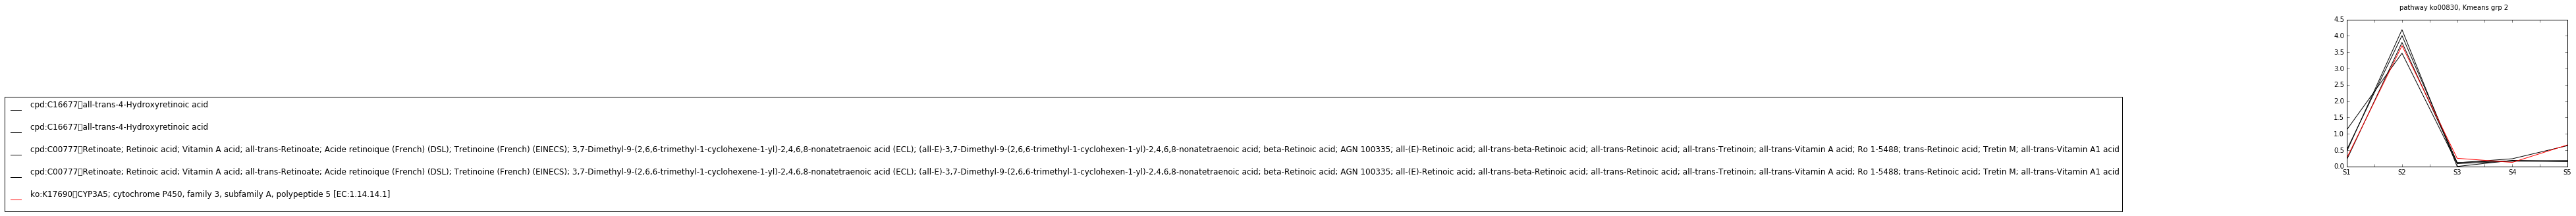 pathway ko00830, Kmeans grp 2
4.5
4.0
3.5
3.0
2.5
2.0
1.5
1.0
0.5
0.0
S1 S2 S3 S4 S5
cpd:C16677▯all-trans-4-Hydroxyretinoic acid
cpd:C16677▯all-trans-4-Hydroxyretinoic acid
cpd:C00777▯Retinoate; Retinoic acid; Vitamin A acid; all-trans-Retinoate; Acide retinoique (French) (DSL); Tretinoine (French) (EINECS); 3,7-Dimethyl-9-(2,6,6-trimethyl-1-cyclohexene-1-yl)-2,4,6,8-nonatetraenoic acid (ECL); (all-E)-3,7-Dimethyl-9-(2,6,6-trimethyl-1-cyclohexen-1-yl)-2,4,6,8-nonatetraenoic acid; beta-Retinoic acid; AGN 100335; all-(E)-Retinoic acid; all-trans-beta-Retinoic acid; all-trans-Retinoic acid; all-trans-Tretinoin; all-trans-Vitamin A acid; Ro 1-5488; trans-Retinoic acid; Tretin M; all-trans-Vitamin A1 acid
cpd:C00777▯Retinoate; Retinoic acid; Vitamin A acid; all-trans-Retinoate; Acide retinoique (French) (DSL); Tretinoine (French) (EINECS); 3,7-Dimethyl-9-(2,6,6-trimethyl-1-cyclohexene-1-yl)-2,4,6,8-nonatetraenoic acid (ECL); (all-E)-3,7-Dimethyl-9-(2,6,6-trimethyl-1-cyclohexen-1-yl)-2,4,6,8-nonatetraenoic acid; beta-Retinoic acid; AGN 100335; all-(E)-Retinoic acid; all-trans-beta-Retinoic acid; all-trans-Retinoic acid; all-trans-Tretinoin; all-trans-Vitamin A acid; Ro 1-5488; trans-Retinoic acid; Tretin M; all-trans-Vitamin A1 acid
ko:K17690▯CYP3A5; cytochrome P450, family 3, subfamily A, polypeptide 5 [EC:1.14.14.1]